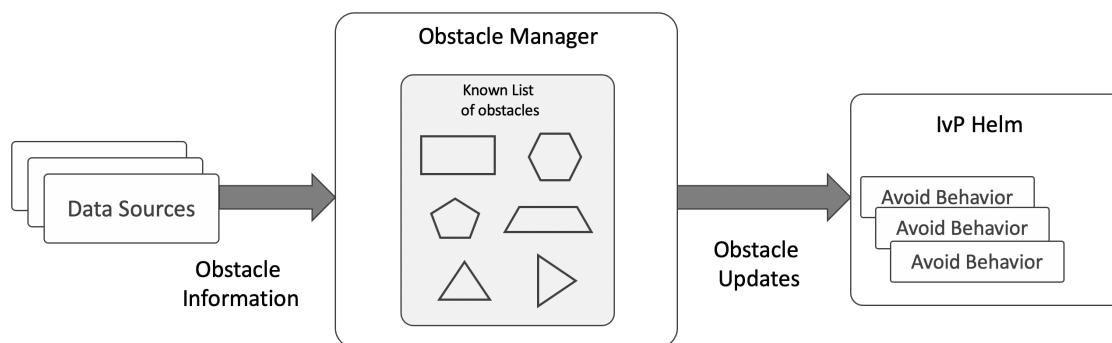 Obstacle Manager
Known List
of obstacles
Data Sources
Obstacle
Information
Obstacle
Updates
IvP Helm
Avoid Behavior
Avoid Behavior
Avoid Behavior